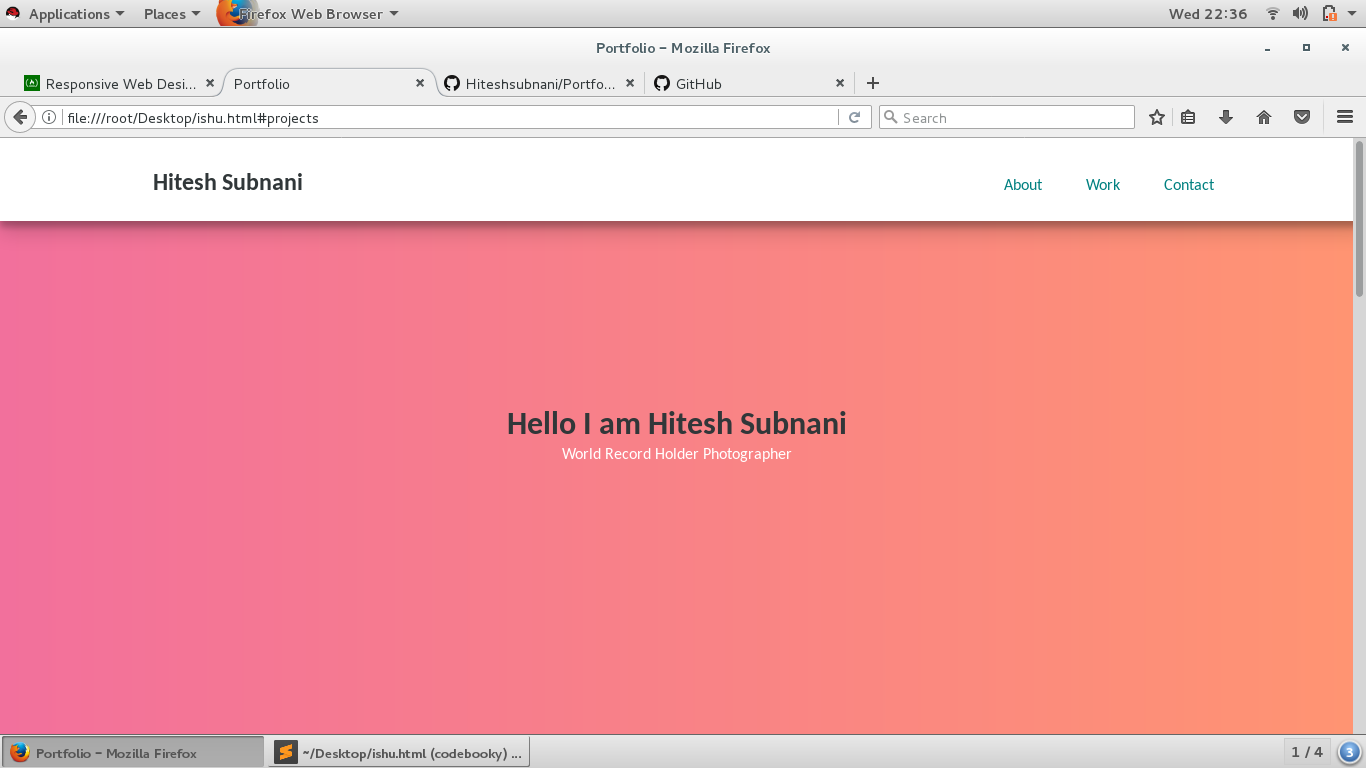 Applications Places Firefox Web Browser Wed 22:36
Portfolio - Mozilla Firefox
Responsive Web Desi... Portfolio Hiteshsubnani/Portfo... GitHub
file:///root/Desktop/ishu.html#projects Search
Hitesh Subnani About Work Contact
Hello I am Hitesh Subnani
World Record Holder Photographer
Portfolio - Mozilla Firefox ~/Desktop/ishu.html (codebooky) ... 1 / 4 3